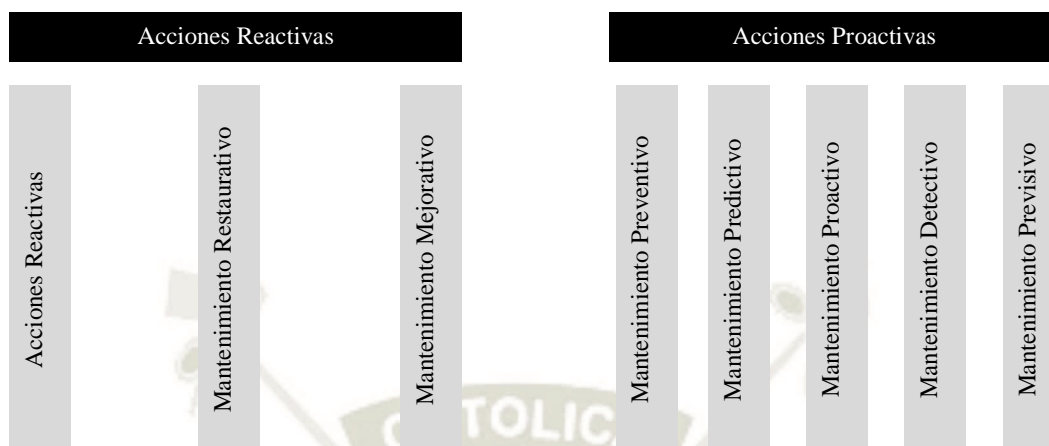 Acciones Reactivas
Acciones Proactivas
Acciones Reactivas
Mantenimiento Restaurativo
Mantenimiento Mejorativo
Mantenimiento Preventivo
Mantenimiento Predictivo
Mantenimiento Proactivo
Mantenimiento Detectivo
Mantenimiento Previsivo